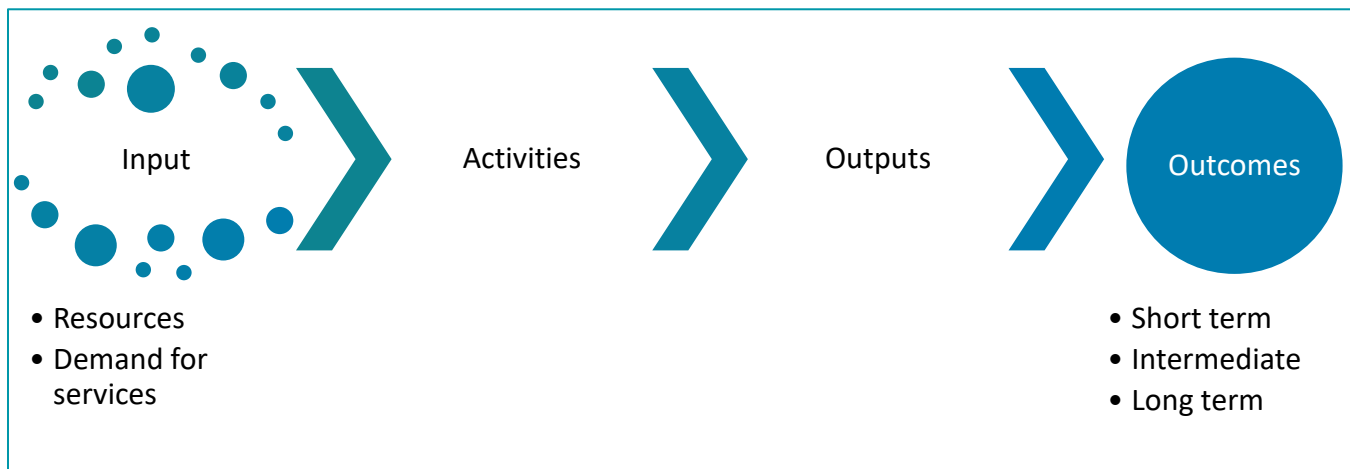 Input
Activities
Outputs
Outcomes
• Resources
• Demand for
services
• Short term
• Intermediate
• Long term